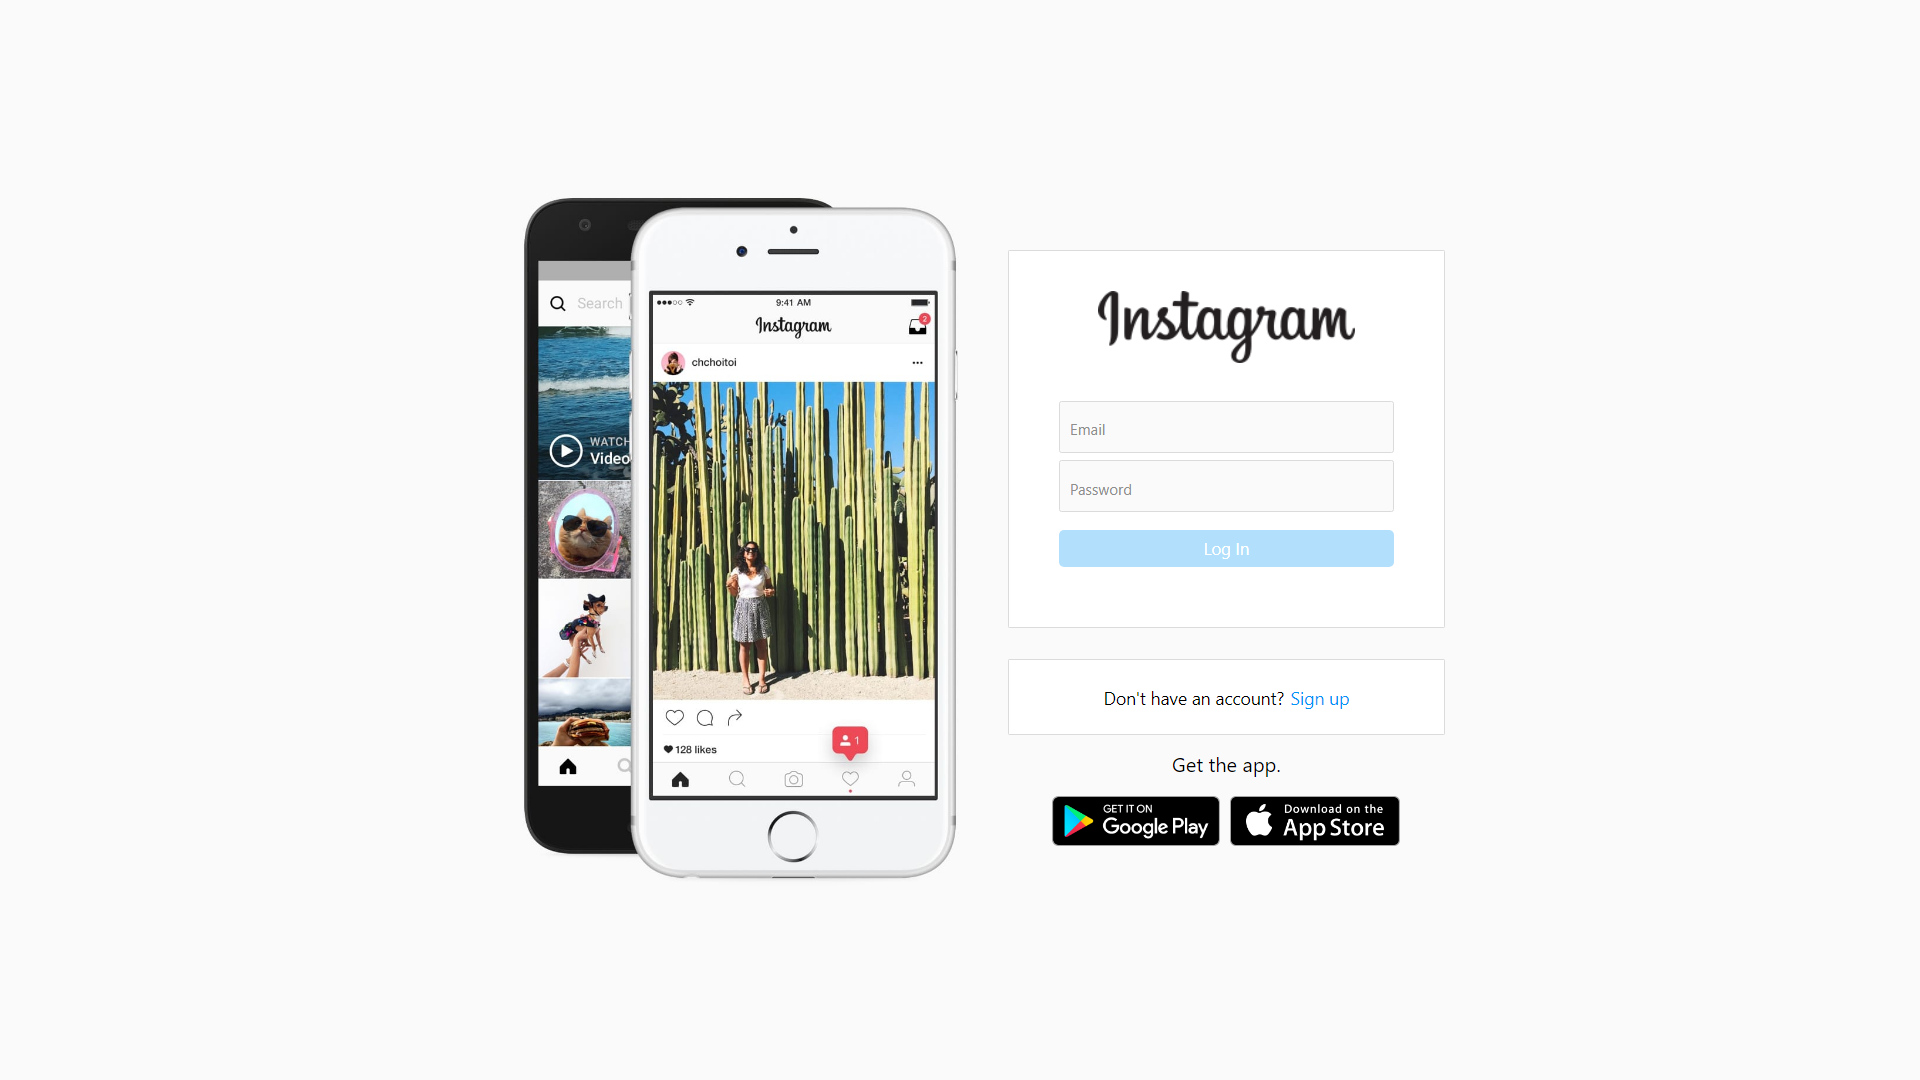 Search
WATCH
Video
9:41 AM
Instagram
2
chchoitoi
128 likes
1
Instagram
Email
Password
Log In
Don't have an account? Sign up
Get the app.
GET IT ON
Google Play
Download on the
App Store